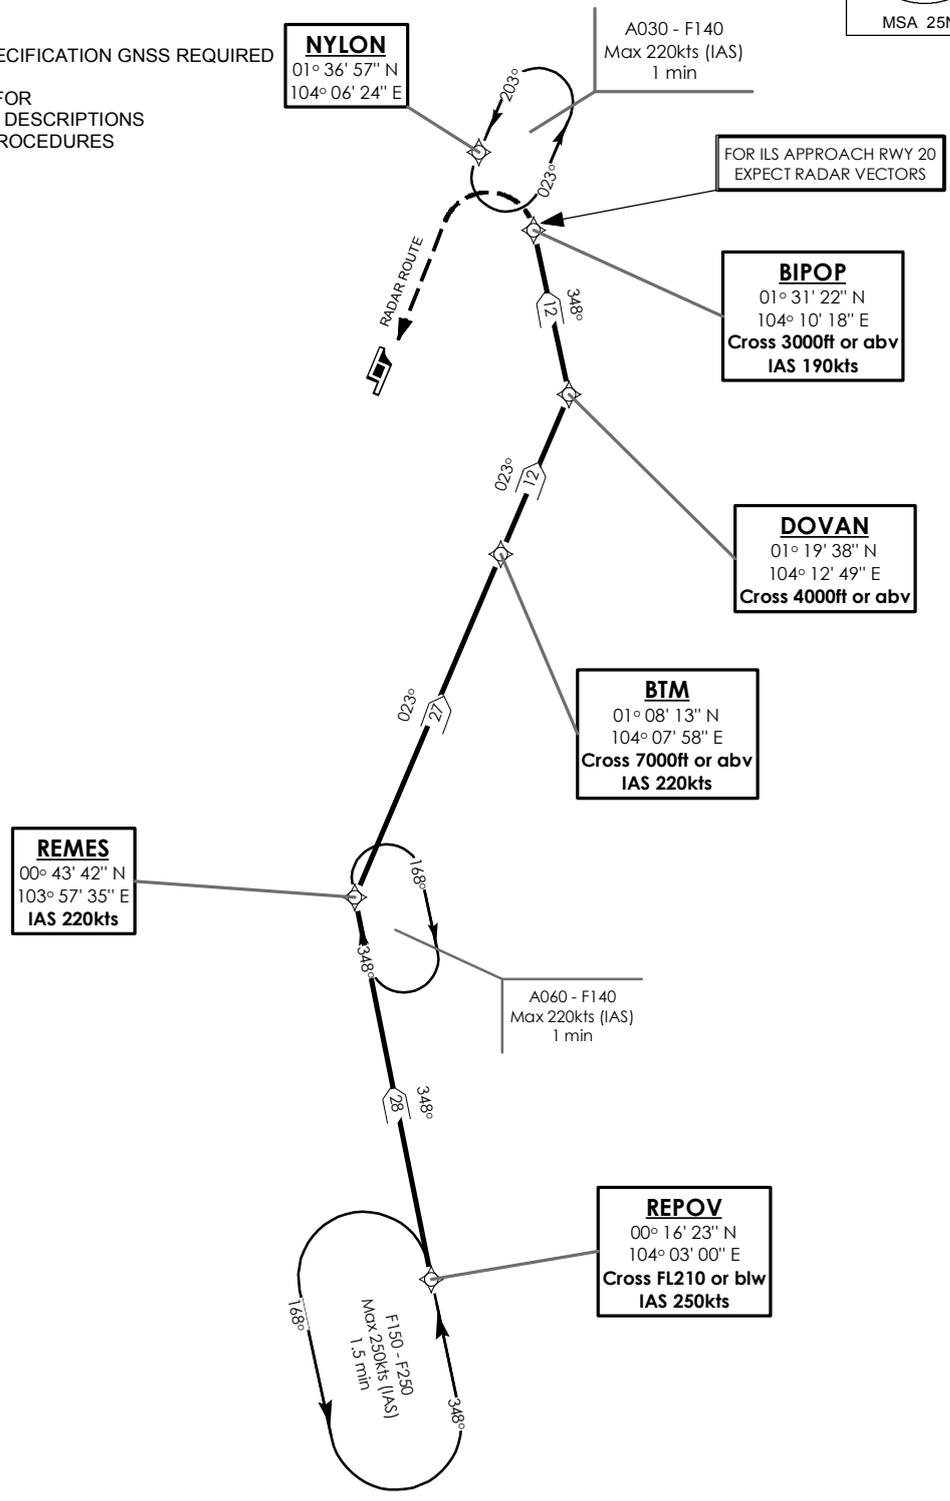 MSA 25N
ECIFICATION GNSS REQUIRED
FOR
DESCRIPTIONS
ROCEDURES
NYLON
01° 36' 57" N
104° 06' 24" E
A030 - F140
Max 220kts (IAS)
1 min
203°
023°
FOR ILS APPROACH RWY 20
EXPECT RADAR VECTORS
RADAR ROUTE
BIPOP
01° 31' 22" N
104° 10' 18" E
Cross 3000ft or abv
IAS 190kts
348°
12
023°
12
DOVAN
01° 19' 38" N
104° 12' 49" E
Cross 4000ft or abv
BTM
01° 08' 13" N
104° 07' 58" E
Cross 7000ft or abv
IAS 220kts
023°
27
REMES
00° 43' 42" N
103° 57' 35" E
IAS 220kts
168°
348°
A060 - F140
Max 220kts (IAS)
1 min
28
348°
REPOV
00° 16' 23" N
104° 03' 00" E
Cross FL210 or blw
IAS 250kts
168°
F150 - F250
Max 250kts (IAS)
1.5 min
348°